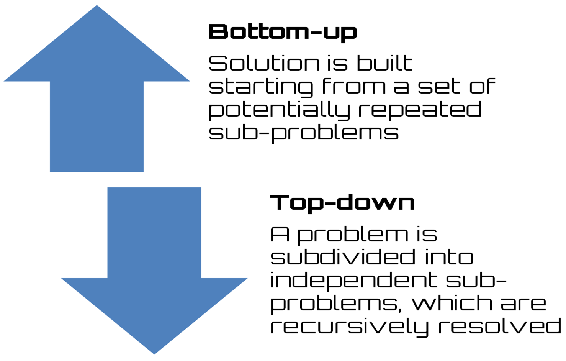 Bottom-up
Solution is built
starting from a set of
potentially repeated
sub-problems
Top-down
A problem is
subdivided into
independent sub-
problems, which are
recursively resolved